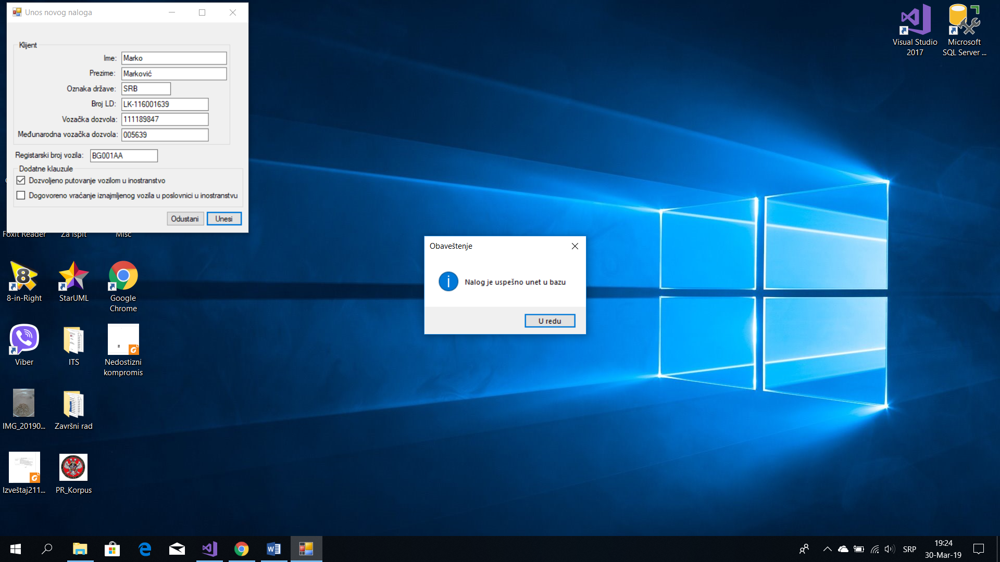 Unos novog naloga
Klijent
Ime: Marko
Prezime: Marković
Oznaka države: SRB
Broj LD: LK-116001639
Vozačka dozvola: 111189847
Međunarodna vozačka dozvola: 005639
Registarski broj vozila: BG001AA
Dodatne klauzule
Dozvoljeno putovanje vozilom u inostranstvo
Dogovoreno vraćanje iznajmljenog vozila u poslovnici u inostranstvu
Odustani Unesi
Visual Studio 2017
Microsoft SQL Server ...
Foxit Reader
Za ispit
Misc
Obaveštenje
Nalog je uspešno unet u bazu
U redu
8-in-Right
StarUML
Google Chrome
Viber
ITS
Nedostizni kompromis
IMG_20190...
Završni rad
Izveštaj211...
PR_Korpus
SRP
19:24
30-Mar-19